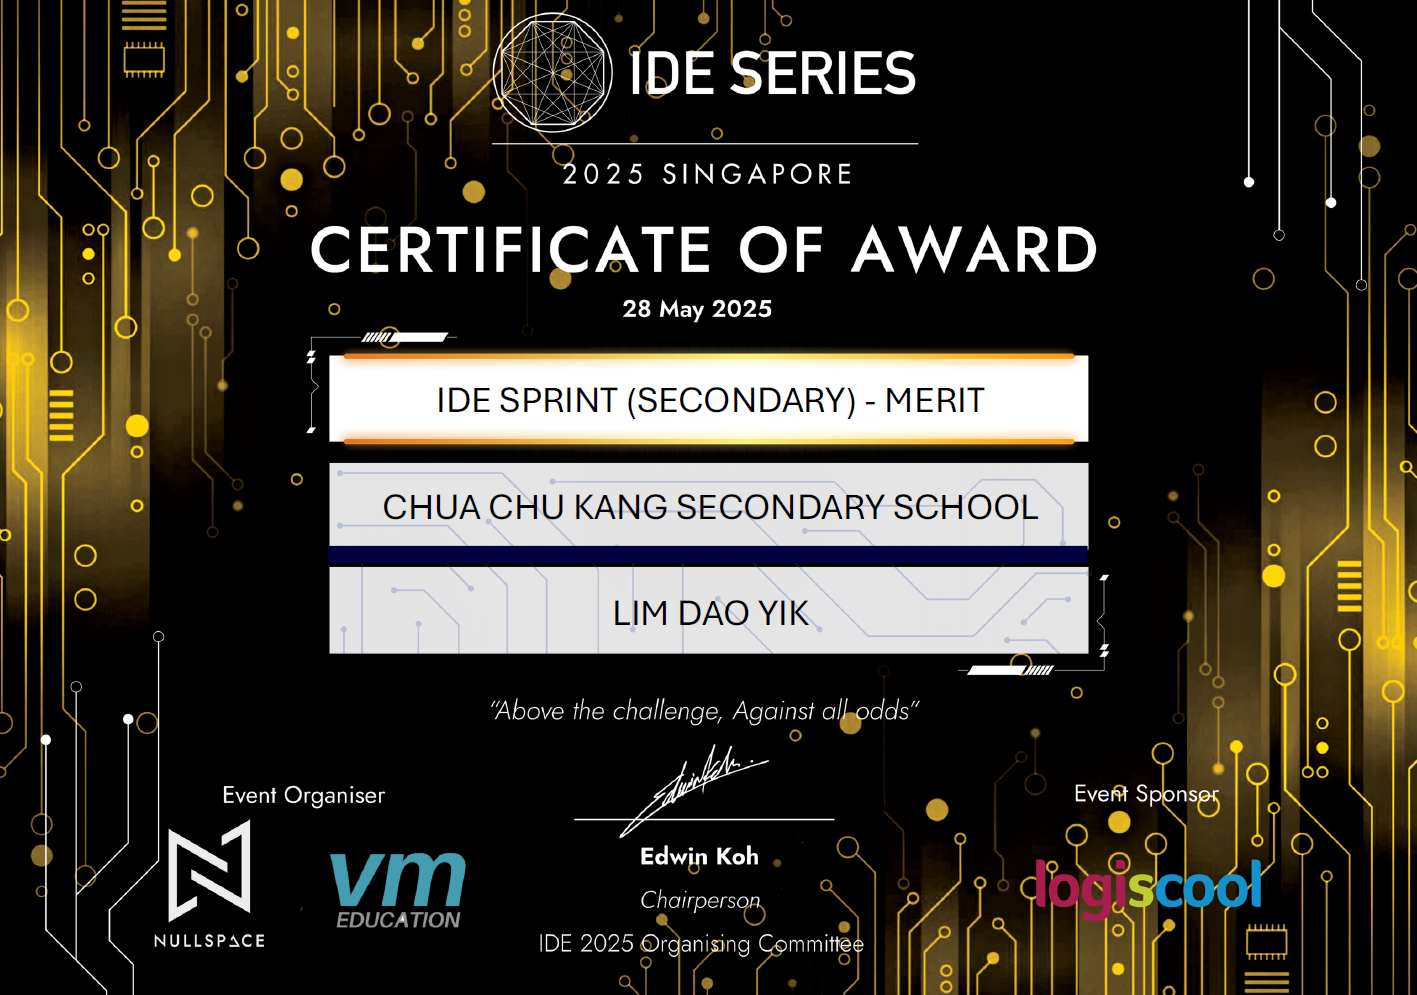 IDE SERIES
2025 SINGAPORE
CERTIFICATE OF AWARD
28 May 2025
IDE SPRINT (SECONDARY) - MERIT
CHUA CHU KANG SECONDARY SCHOOL
LIM DAO YIK
“Above the challenge, Against all odds”
Event Organiser
Event Sponsor
NULLSPACE
vm
EDUCATION
Edwin Koh
Chairperson
IDE 2025 Organising Committee
logiscool